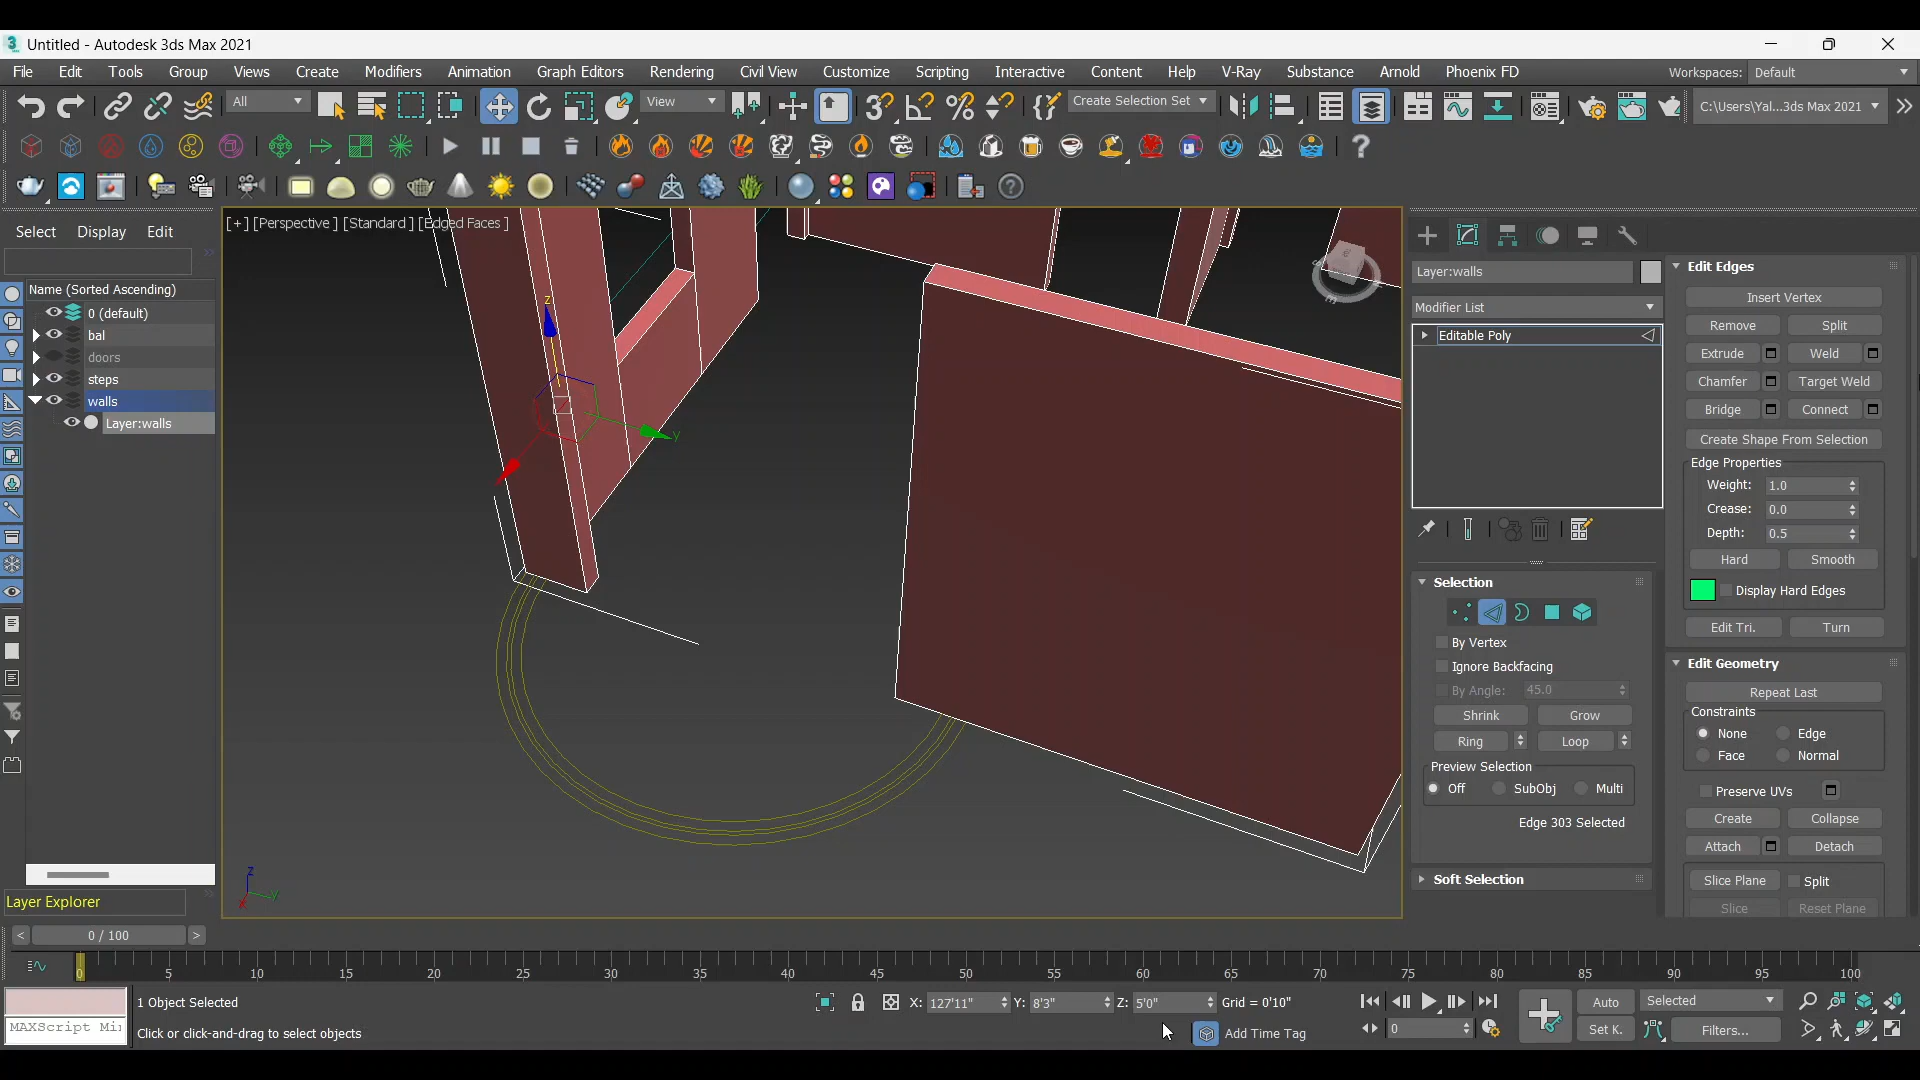 Untitled - Autodesk 3ds Max 2021
File Edit Tools Group Views Create Modifiers Animation Graph Editors Rendering Civil View Customize Scripting Interactive Content Help V-Ray Substance Arnold Phoenix FD Workspaces: Default
All View Create Selection Set C:\Users\Yal...3ds Max 2021
Select Display Edit
Name (Sorted Ascending)
0 (default)
bal
doors
steps
walls
Layer:walls
Layer Explorer
[+] [Perspective ] [Standard ] [Edged Faces ]
z
y
z
y
x
Layer:walls
Modifier List
Editable Poly
Selection
By Vertex
Ignore Backfacing
By Angle: 45.0
Shrink Grow
Ring Loop
Preview Selection
Off SubObj Multi
Edge 303 Selected
Soft Selection
Edit Edges
Insert Vertex
Remove Split
Extrude Weld
Chamfer Target Weld
Bridge Connect
Create Shape From Selection
Edge Properties
Weight: 1.0
Crease: 0.0
Depth: 0.5
Hard Smooth
Display Hard Edges
Edit Tri. Turn
Edit Geometry
Repeat Last
Constraints
None Edge
Face Normal
Preserve UVs
Create Collapse
Attach Detach
Slice Plane Split
Slice Reset Plane
< 0 / 100 >
0 5 10 15 20 25 30 35 40 45 50 55 60 65 70 75 80 85 90 95 100
1 Object Selected
X: 127'11" Y: 8'3" Z: 5'0" Grid = 0'10"
Auto Selected
MAXScript Mi
Click or click-and-drag to select objects
Add Time Tag
0
Set K. Filters...